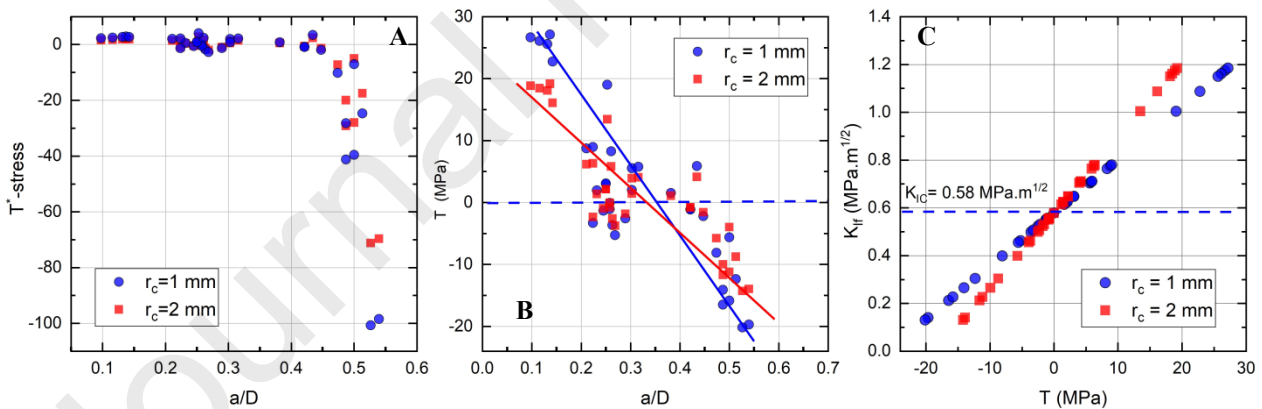 A
T*-stress
0
-20
-40
-60
-80
-100
r_c=1 mm
r_c=2 mm
0.1 0.2 0.3 0.4 0.5 0.6
a/D
B
T (MPa)
30
20
10
0
-10
-20
r_c = 1 mm
r_c = 2 mm
0.0 0.1 0.2 0.3 0.4 0.5 0.6 0.7
a/D
C
K_If (MPa.m^1/2)
1.4
1.2
1.0
0.8
0.6
0.4
0.2
0.0
K_IC = 0.58 MPa.m^1/2
r_c = 1 mm
r_c = 2 mm
-20 -10 0 10 20 30
T (MPa)
Journal